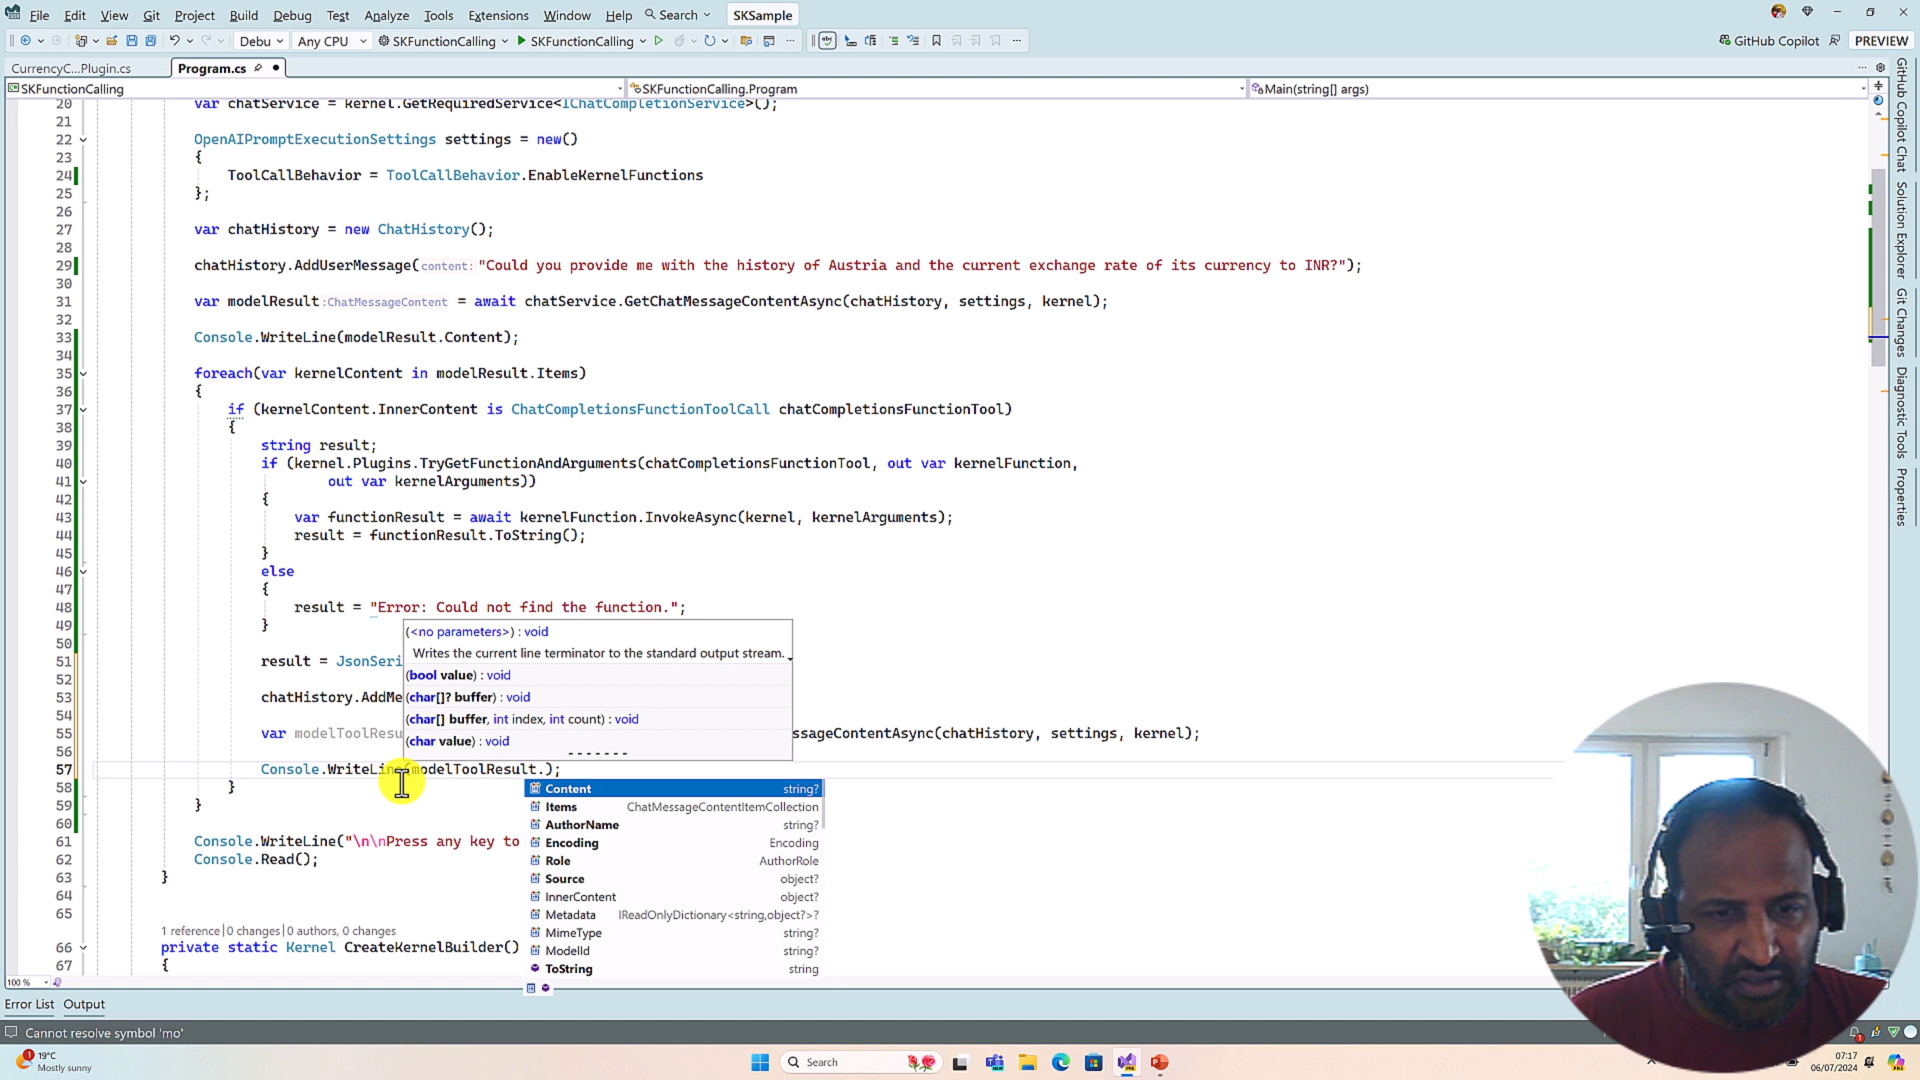 File Edit View Git Project Build Debug Test Analyze Tools Extensions Window Help Search SKSample
Debu Any CPU SKFunctionCalling SKFunctionCalling GitHub Copilot PREVIEW
CurrencyC...Plugin.cs Program.cs
SKFunctionCalling SKFunctionCalling.Program Main(string[] args)
20 var chatService = kernel.GetRequiredService<IChatCompletionService>();
21
22 OpenAIPromptExecutionSettings settings = new()
23 {
24 ToolCallBehavior = ToolCallBehavior.EnableKernelFunctions
25 };
26
27 var chatHistory = new ChatHistory();
28
29 chatHistory.AddUserMessage(content: "Could you provide me with the history of Austria and the current exchange rate of its currency to INR?");
30
31 var modelResult:ChatMessageContent = await chatService.GetChatMessageContentAsync(chatHistory, settings, kernel);
32
33 Console.WriteLine(modelResult.Content);
34
35 foreach(var kernelContent in modelResult.Items)
36 {
37 if (kernelContent.InnerContent is ChatCompletionsFunctionToolCall chatCompletionsFunctionTool)
38 {
39 string result;
40 if (kernel.Plugins.TryGetFunctionAndArguments(chatCompletionsFunctionTool, out var kernelFunction,
41 out var kernelArguments))
42 {
43 var functionResult = await kernelFunction.InvokeAsync(kernel, kernelArguments);
44 result = functionResult.ToString();
45 }
46 else
47 {
48 result = "Error: Could not find the function.";
49 }
50 (<no parameters>) : void
Writes the current line terminator to the standard output stream.
51 result = JsonSeri
52 (bool value) : void
53 chatHistory.AddMe (char[]? buffer) : void
54 (char[] buffer, int index, int count) : void
55 var modelToolResu ssageContentAsync(chatHistory, settings, kernel);
56 (char value) : void
57 Console.WriteLine(modelToolResult.);
58 }
Content string?
59 }
Items ChatMessageContentItemCollection
60
AuthorName string?
61 Console.WriteLine("\n\nPress any key to
Encoding Encoding
62 Console.Read();
Role AuthorRole
63 }
Source object?
64
InnerContent object?
65
Metadata IReadOnlyDictionary<string,object?>?
1 reference | 0 changes | 0 authors, 0 changes
MimeType string?
66 private static Kernel CreateKernelBuilder()
ModelId string?
67 {
ToString string
100 %
Error List Output
Cannot resolve symbol 'mo'
19°C
Mostly sunny
Search
07:17
06/07/2024
GitHub Copilot Chat
Solution Explorer
Git Changes
Diagnostic Tools
Properties